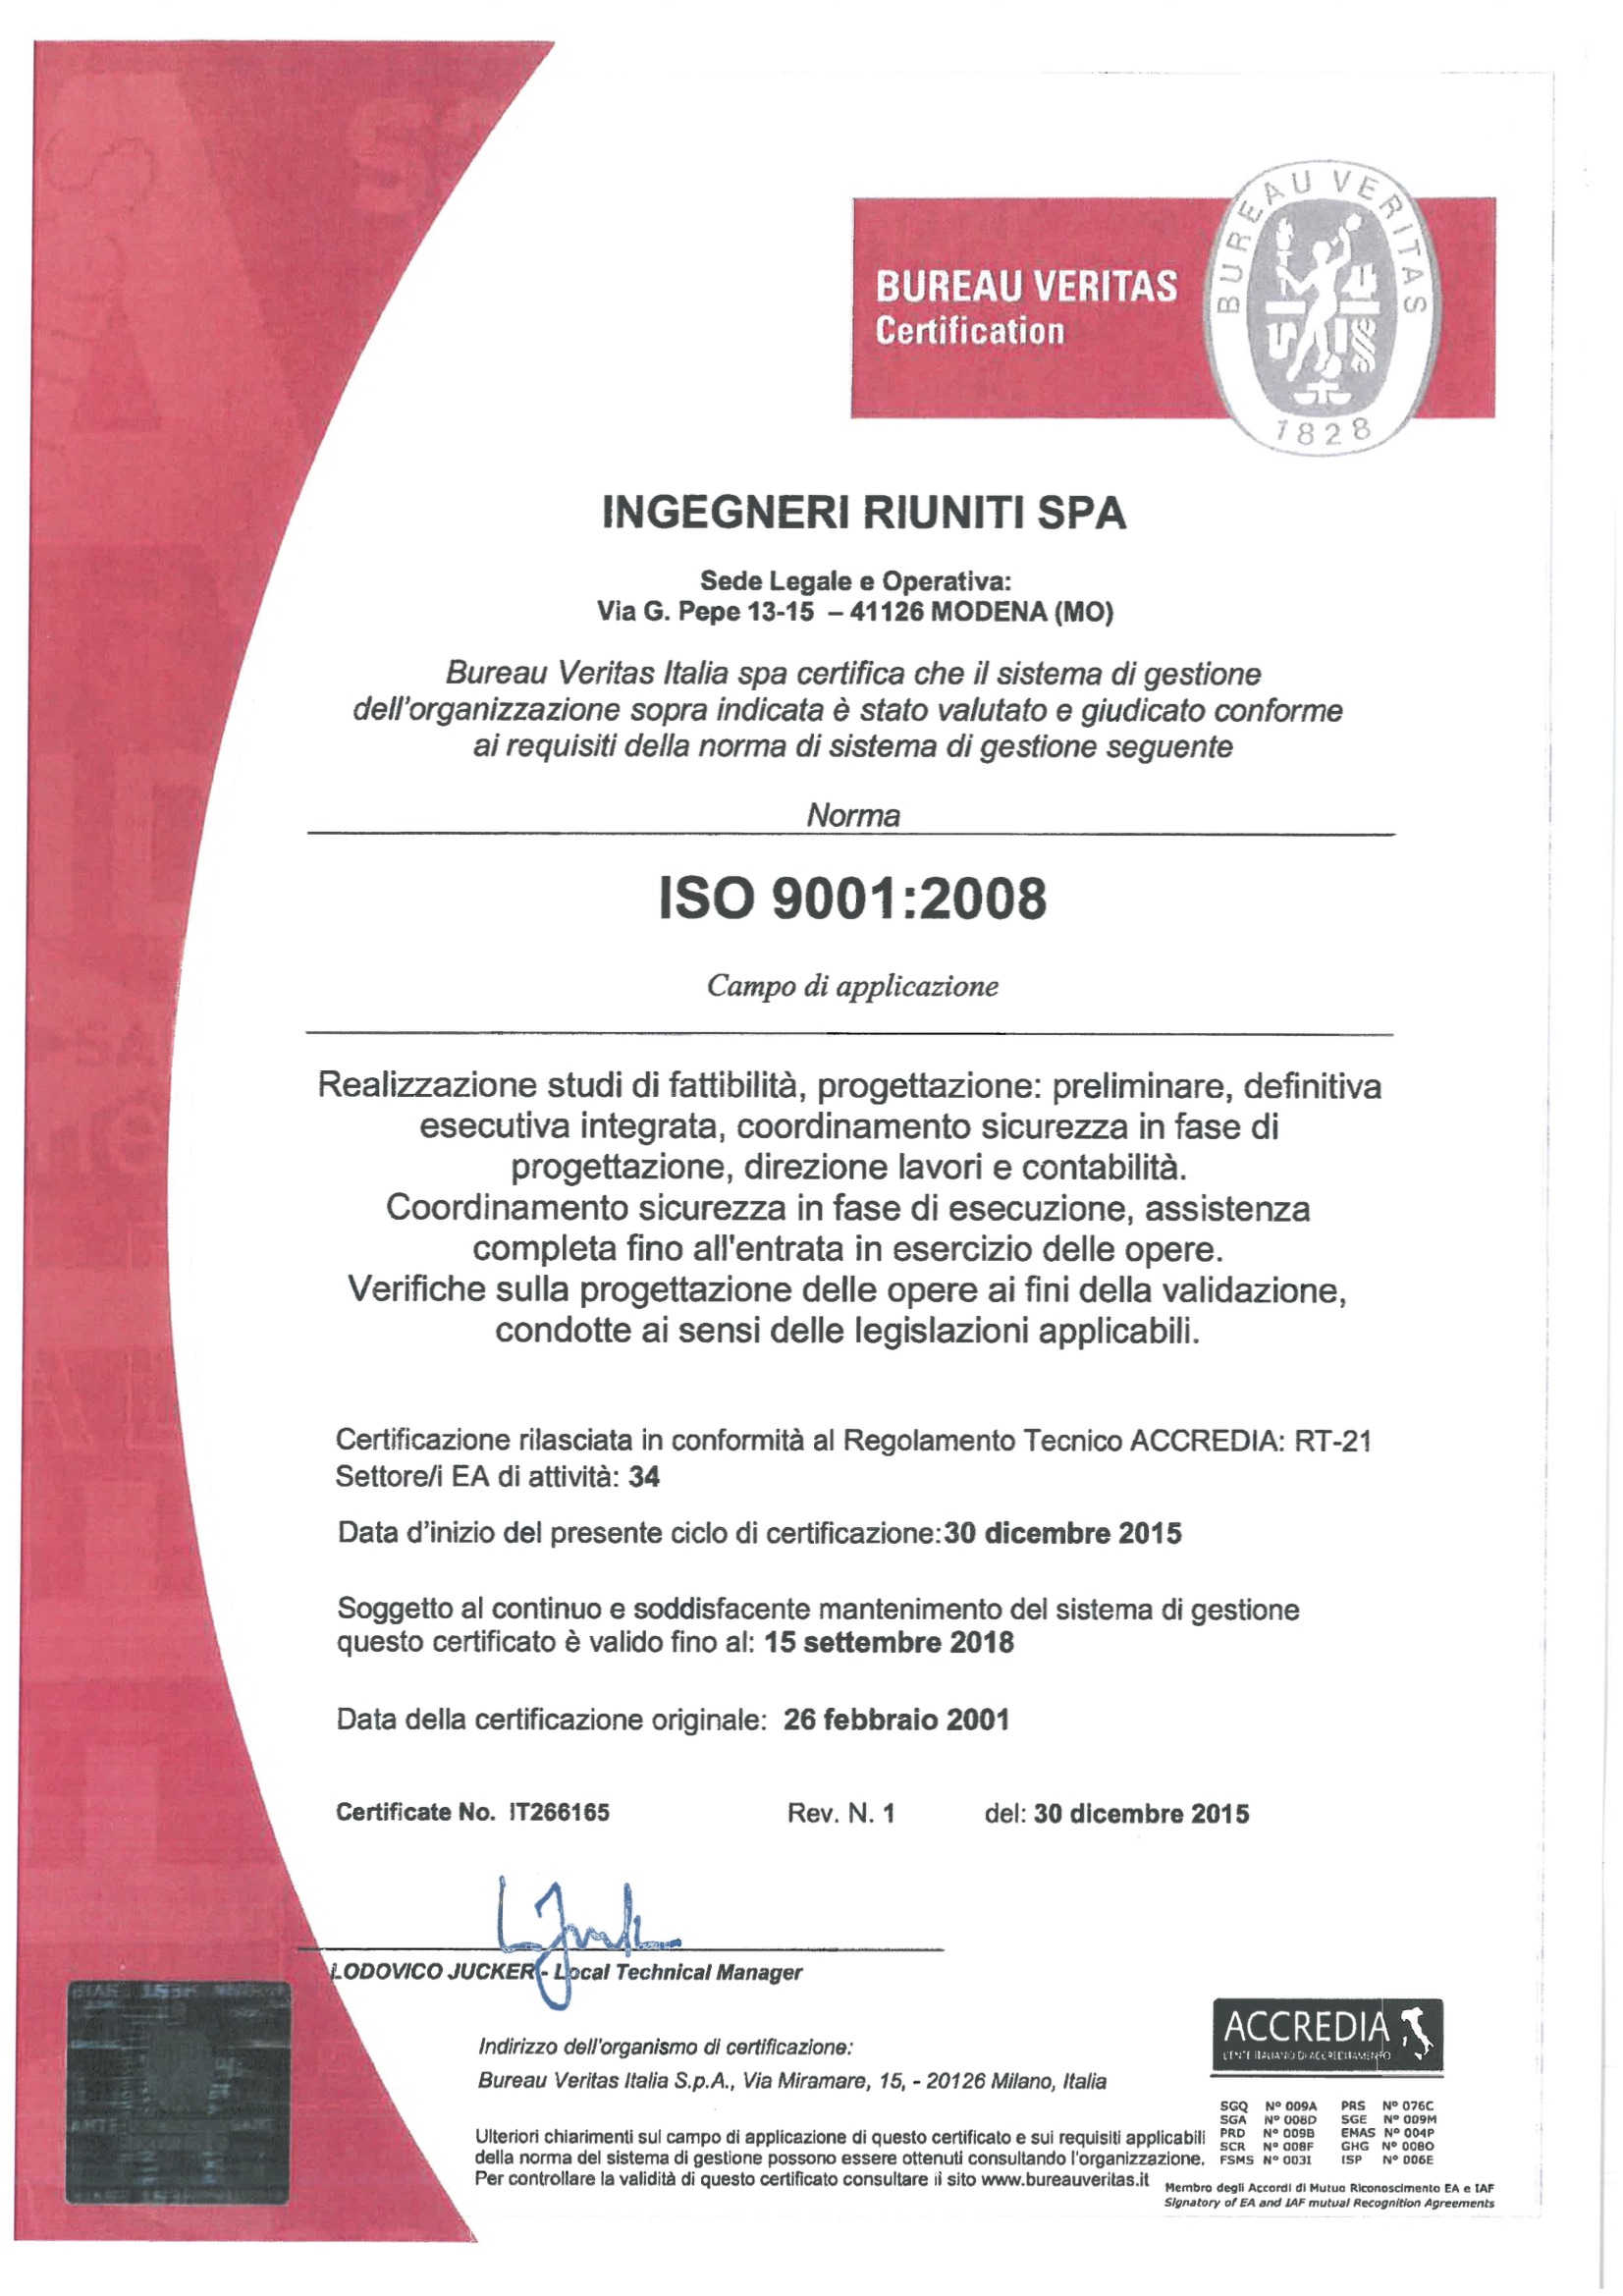 BUREAU VERITAS
Certification
BUREAU VERITAS
1828
INGEGNERI RIUNITI SPA
Sede Legale e Operativa:
Via G. Pepe 13-15 – 41126 MODENA (MO)
Bureau Veritas Italia spa certifica che il sistema di gestione
dell'organizzazione sopra indicata è stato valutato e giudicato conforme
ai requisiti della norma di sistema di gestione seguente
Norma
ISO 9001:2008
Campo di applicazione
Realizzazione studi di fattibilità, progettazione: preliminare, definitiva
esecutiva integrata, coordinamento sicurezza in fase di
progettazione, direzione lavori e contabilità.
Coordinamento sicurezza in fase di esecuzione, assistenza
completa fino all'entrata in esercizio delle opere.
Verifiche sulla progettazione delle opere ai fini della validazione,
condotte ai sensi delle legislazioni applicabili.
Certificazione rilasciata in conformità al Regolamento Tecnico ACCREDIA: RT-21
Settore/i EA di attività: 34
Data d'inizio del presente ciclo di certificazione:30 dicembre 2015
Soggetto al continuo e soddisfacente mantenimento del sistema di gestione
questo certificato è valido fino al: 15 settembre 2018
Data della certificazione originale: 26 febbraio 2001
Certificate No. IT266165 Rev. N. 1 del: 30 dicembre 2015
LODOVICO JUCKER - Local Technical Manager
Indirizzo dell'organismo di certificazione:
Bureau Veritas Italia S.p.A., Via Miramare, 15, - 20126 Milano, Italia
Ulteriori chiarimenti sul campo di applicazione di questo certificato e sui requisiti applicabili
della norma del sistema di gestione possono essere ottenuti consultando l'organizzazione.
Per controllare la validità di questo certificato consultare il sito www.bureauveritas.it
ACCREDIA
L'ENTE ITALIANO DI ACCREDITAMENTO
SGQ Nº 009A PRS Nº 076C
SGA Nº 008D SGE Nº 009M
PRD Nº 009B EMAS Nº 004P
SCR Nº 008F GHG Nº 008O
FSMS Nº 003I ISP Nº 006E
Membro degli Accordi di Mutuo Riconoscimento EA e IAF
Signatory of EA and IAF mutual Recognition Agreements